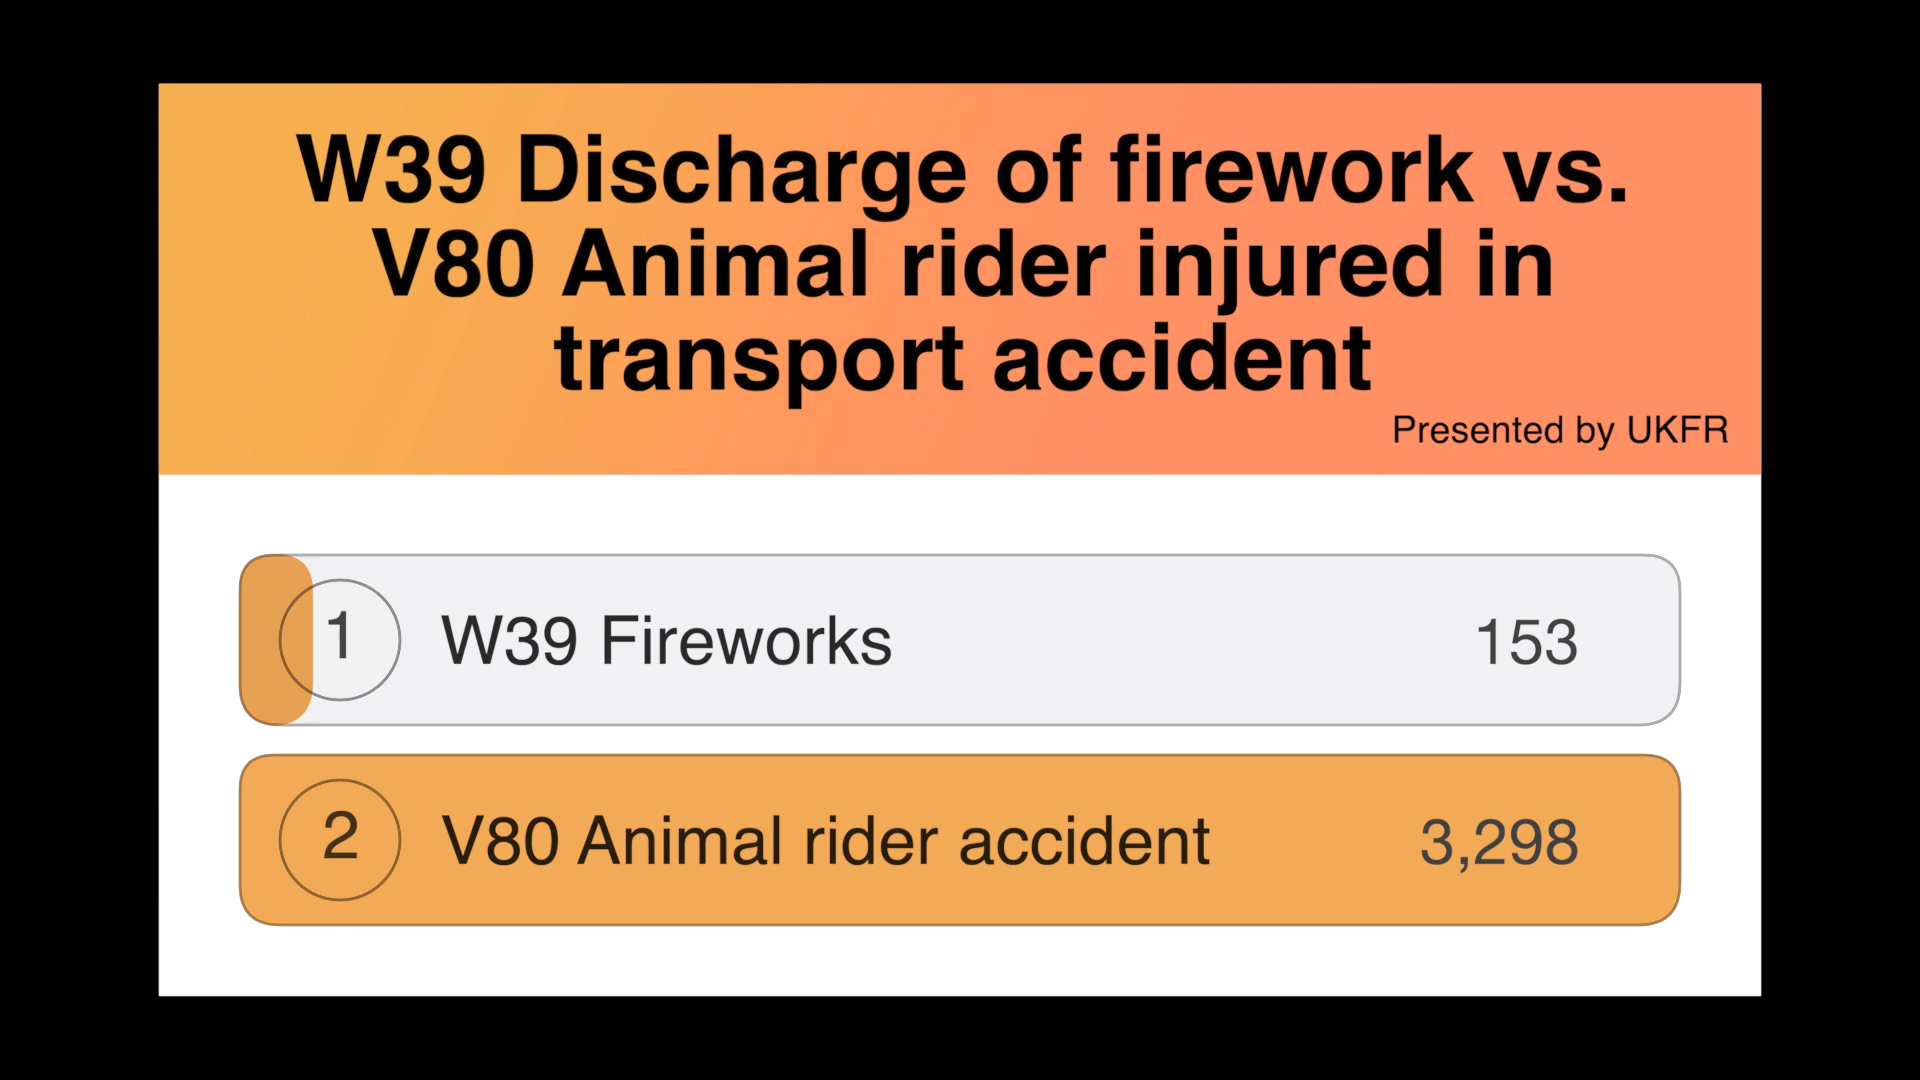 W39 Discharge of firework vs.
V80 Animal rider injured in
transport accident
Presented by UKFR
1 W39 Fireworks 153
2 V80 Animal rider accident 3,298